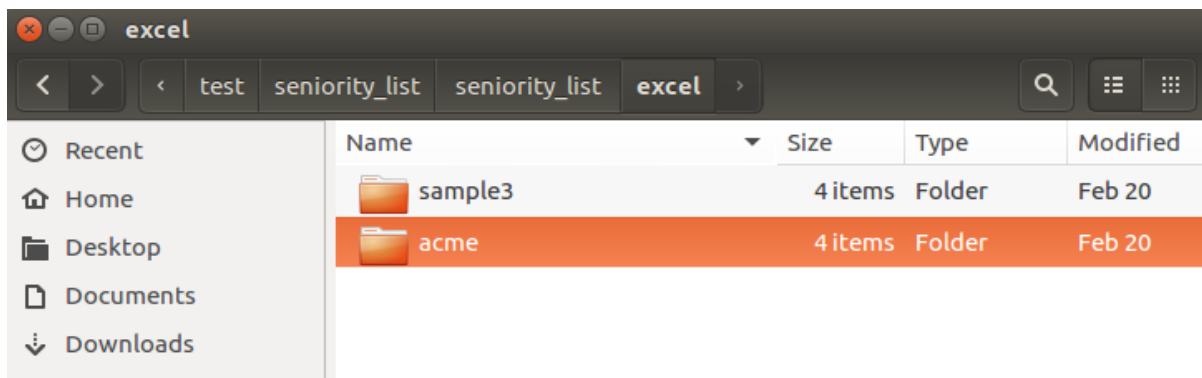 excel
test seniority_list seniority_list excel
Recent
Home
Desktop
Documents
Downloads
Name Size Type Modified
sample3 4 items Folder Feb 20
acme 4 items Folder Feb 20